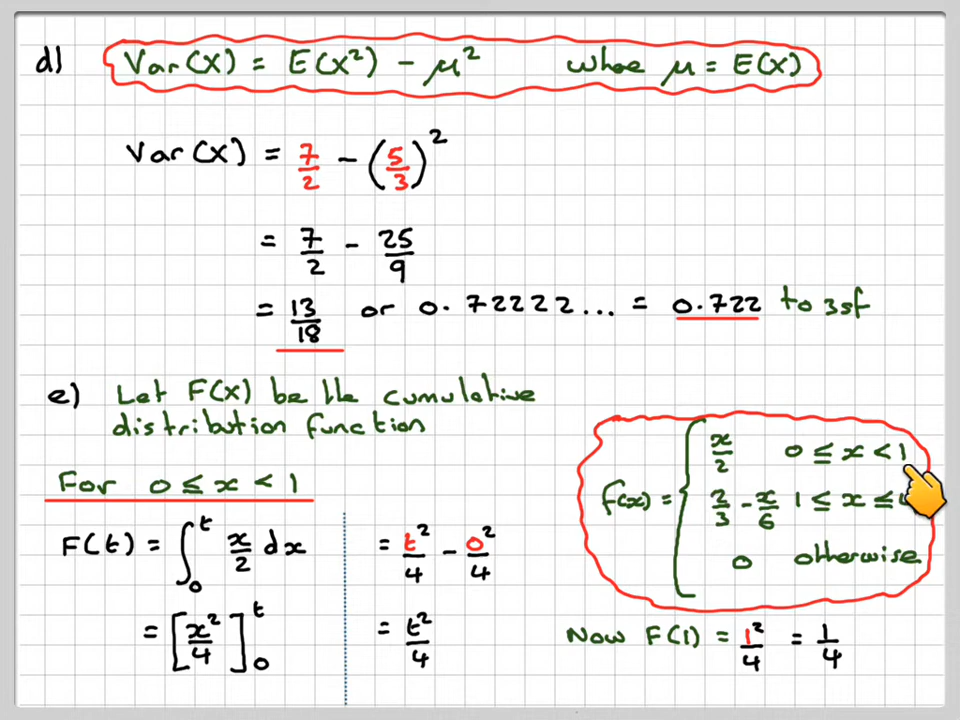 d) Var(X) = E(X²) - μ² where μ = E(X)
Var(X) = 7/2 - (5/3)²
= 7/2 - 25/9
= 13/18 or 0.72222... = 0.722 to 3sf
e) Let F(x) be the cumulative
distribution function
For 0 ≤ x < 1
F(t) = ∫₀ᵗ x/2 dx
= [x²/4]₀ᵗ
= t²/4 - 0²/4
= t²/4
f(x) = { x/2 0 ≤ x < 1
2/3 - x/6 1 ≤ x ≤
0 otherwise
Now F(1) = 1²/4 = 1/4